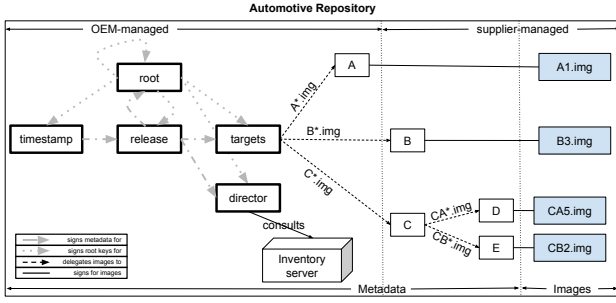 Automotive Repository
OEM-managed
supplier-managed
root
A
A1.img
A*.img
timestamp
release
targets
B*.img
B
B3.img
C*.img
director
CA*.img
D
CA5.img
C
consults
CB*.img
E
CB2.img
Inventory
server
signs metadata for
signs root keys for
delegates images to
signs for images
Metadata
Images